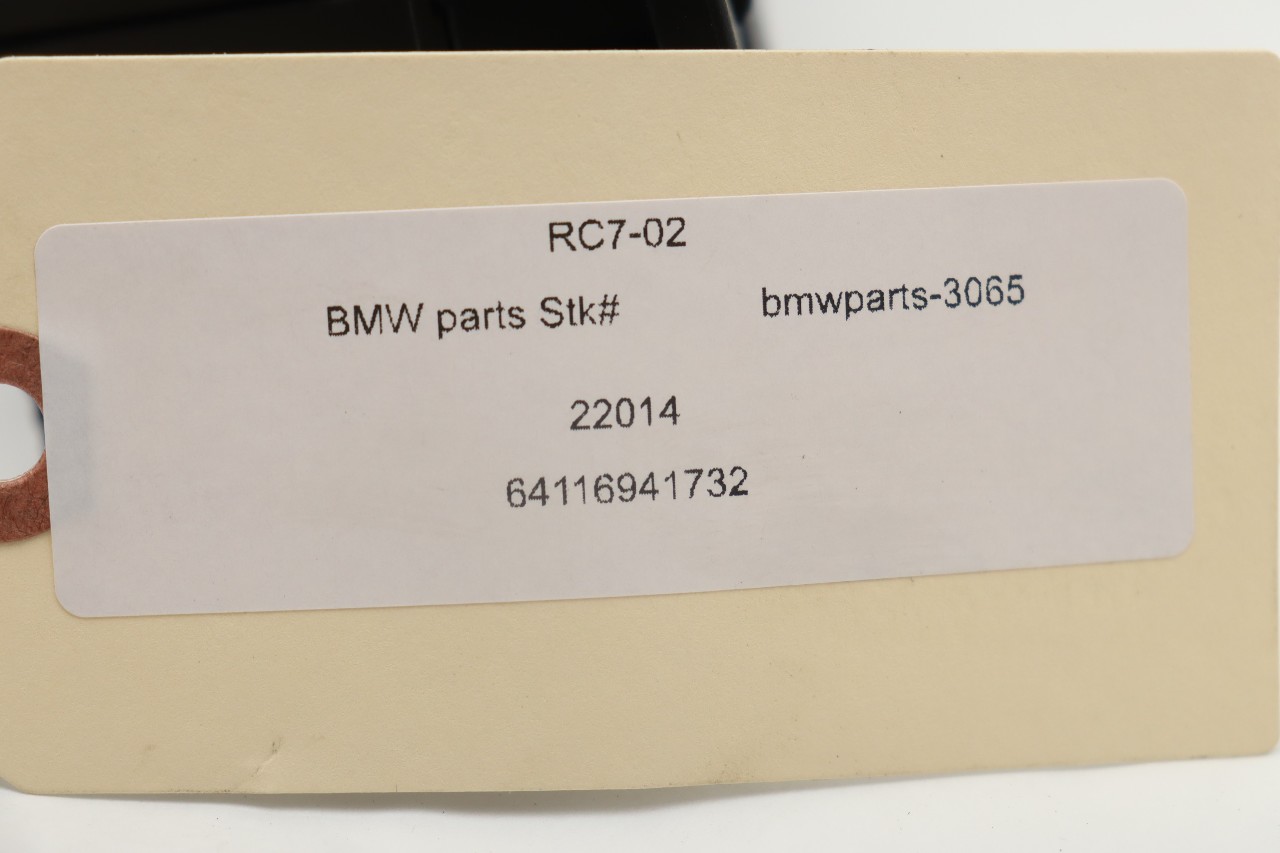 RC7-02
BMW parts Stk# bmwparts-3065
22014
64116941732